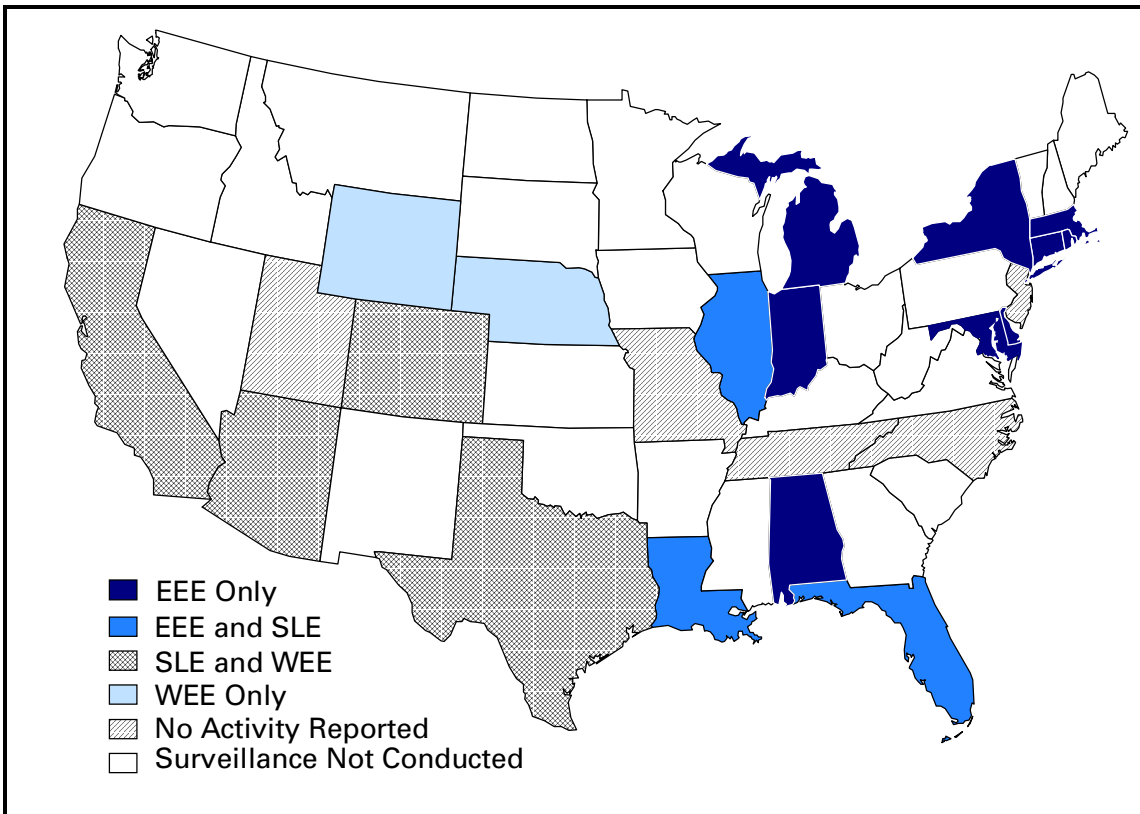 EEE Only
EEE and SLE
SLE and WEE
WEE Only
No Activity Reported
Surveillance Not Conducted